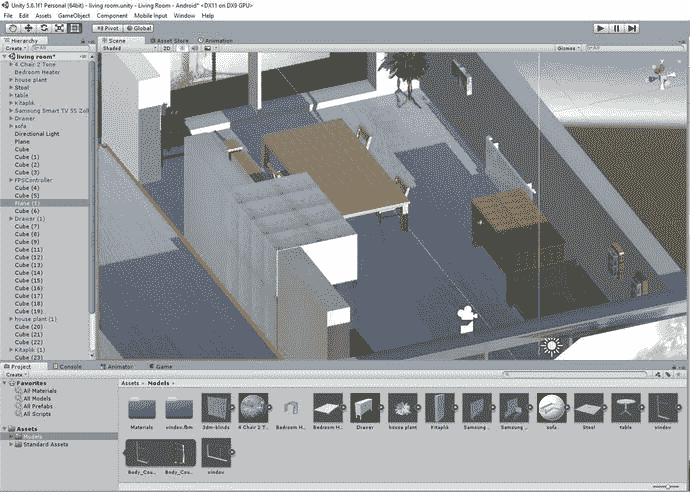 Unity 5.6.1f1 Personal (64bit) - living room.unity - Living Room - Android* <DX11 on DX9 GPU>
File Edit Assets GameObject Component Mobile Input Window Help
Pivot Global
Hierarchy
Create All
living room*
4 Chair 2 Tone
Bedroom Heater
house plant
Stool
table
Kitaplik
Samsung Smart TV 55 Zoll
Drawer
sofa
Directional Light
Plane
Cube
Cube (1)
Cube (2)
Cube (3)
FPSController
Cube (4)
Cube (5)
Plane (1)
Cube (6)
Drawer (1)
Cube (7)
Cube (8)
Cube (9)
Cube (11)
Cube (12)
Cube (13)
Cube (14)
Cube (15)
Cube (16)
Cube (17)
Cube (18)
Cube (19)
house plant (1)
Cube (20)
Cube (21)
Cube (22)
Kitaplik (1)
Cube (23)
Scene Asset Store Animation
Shaded 2D Gizmos All
Project Console Animator Game
Create
Favorites
All Materials
All Models
All Prefabs
All Scripts
Assets
Models
Standard Assets
Assets Models
Materials vindov.fbm 3dm-blinds 4 Chair 2 T... Bedroom H... Bedroom H... Drawer house plant Kitaplik Samsung ... Samsung ... sofa Stool table vindov
Body_Cou... Body_Cou... vindov